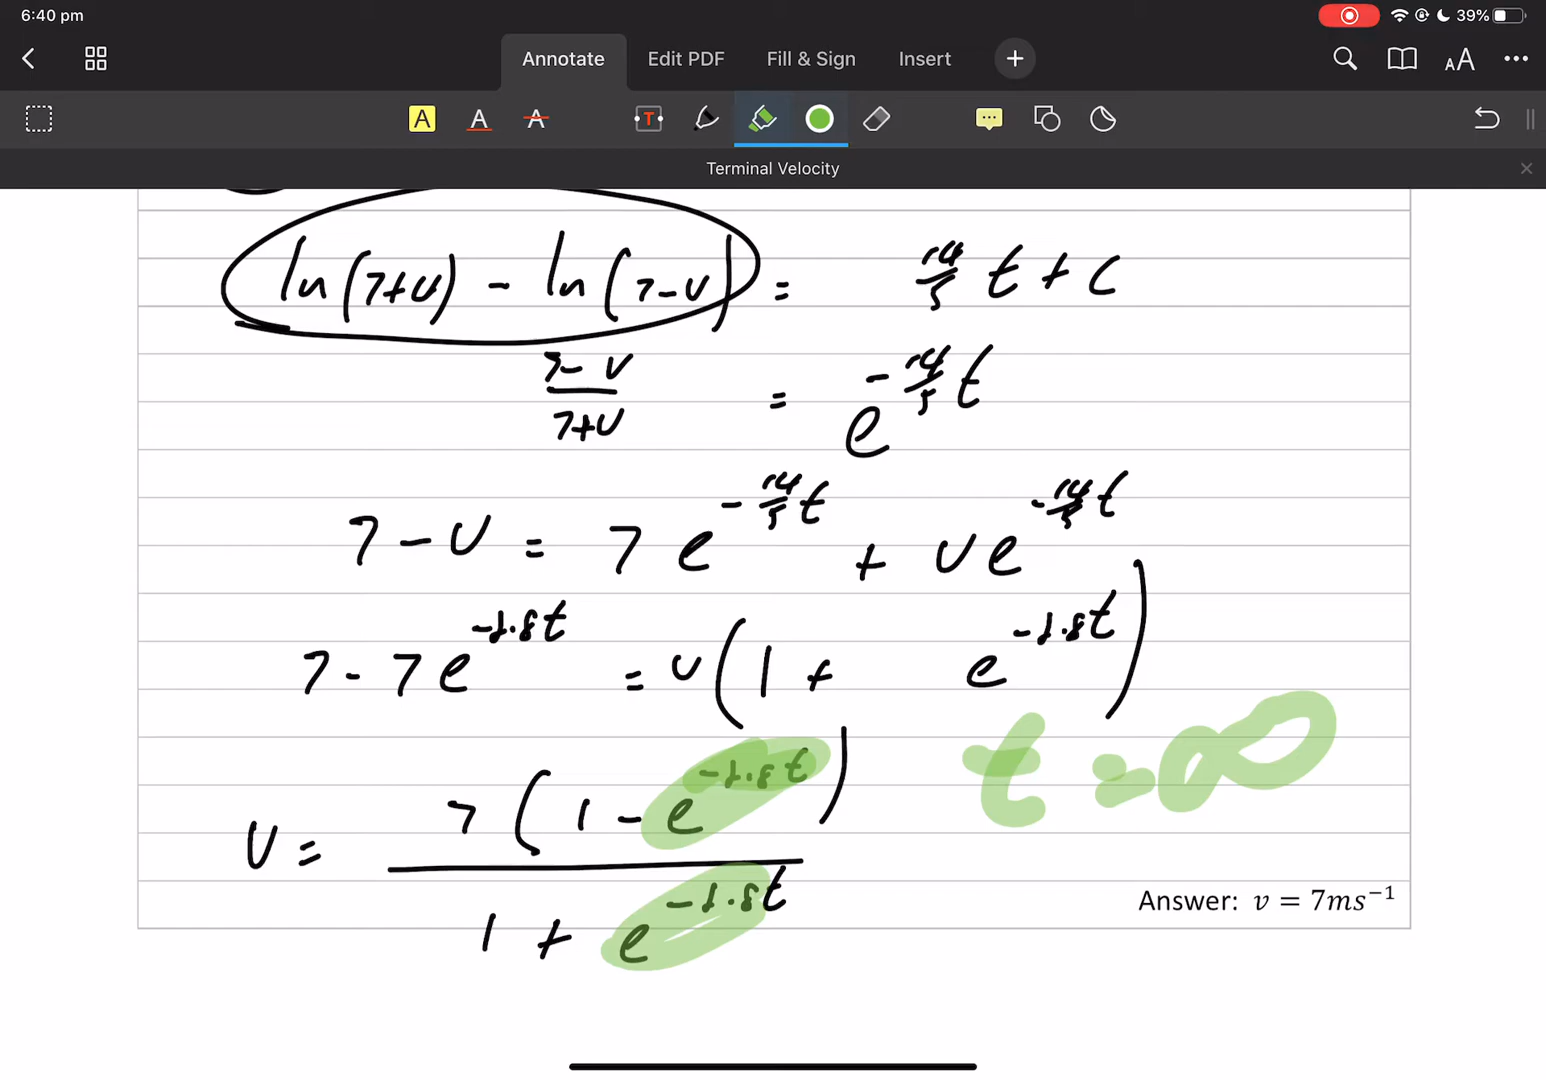 6:40 pm
39%
Annotate Edit PDF Fill & Sign Insert +
AA
A A A T
Terminal Velocity
ln(7+v) - ln(7-v) = 14/5 t + c
7-v/7+v = e^{-14/5 t}
7 - v = 7e^{-14/5 t} + ve^{-14/5 t}
7 - 7e^{-2.8t} = v(1 + e^{-2.8t})
t = ∞
v = 7(1 - e^{-2.8t})/1 + e^{-2.8t}
Answer: v = 7ms⁻¹